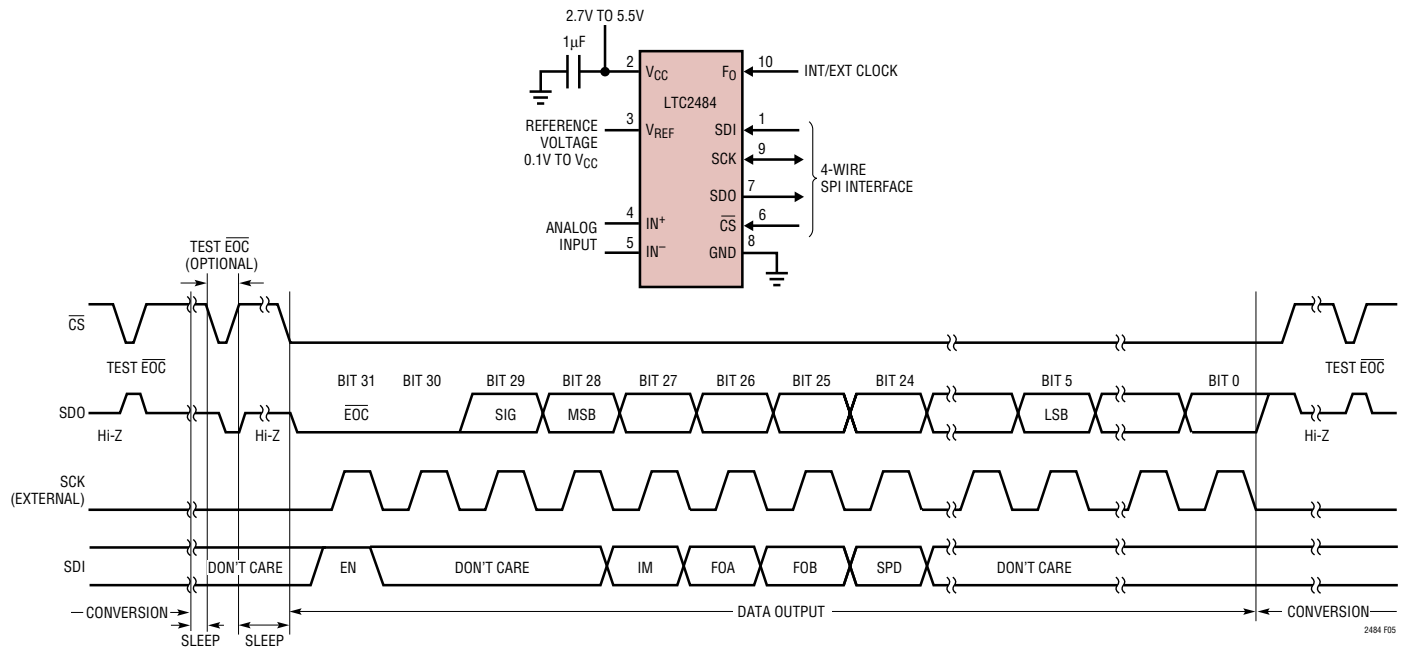 2.7V TO 5.5V
1µF
2
VCC
FO
10
INT/EXT CLOCK
LTC2484
REFERENCE
VOLTAGE
0.1V TO VCC
3
VREF
SDI
1
SCK
9
SDO
7
CS
6
4-WIRE
SPI INTERFACE
ANALOG
INPUT
4
IN+
5
IN–
GND
8
TEST EOC
(OPTIONAL)
CS
TEST EOC
TEST EOC
BIT 31 BIT 30 BIT 29 BIT 28 BIT 27 BIT 26 BIT 25 BIT 24 BIT 5 BIT 0
SDO
EOC SIG MSB LSB
Hi-Z Hi-Z Hi-Z
SCK
(EXTERNAL)
SDI
DON'T CARE EN DON'T CARE IM FOA FOB SPD DON'T CARE
CONVERSION DATA OUTPUT CONVERSION
SLEEP SLEEP
2484 F05